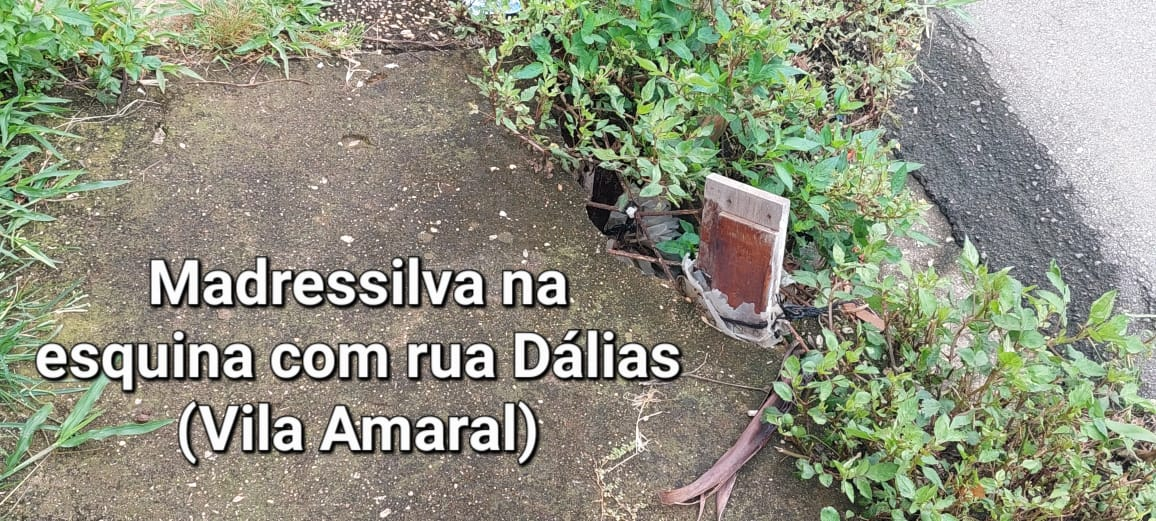 Madressilva na
esquina com rua Dálias
(Vila Amaral)